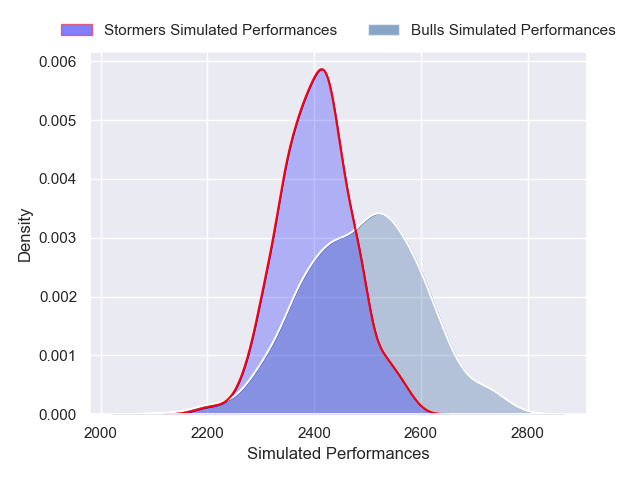 Stormers Simulated Performances Bulls Simulated Performances
0.006
0.005
0.004
0.003
0.002
0.001
0.000
Density
2000 2200 2400 2600 2800
Simulated Performances